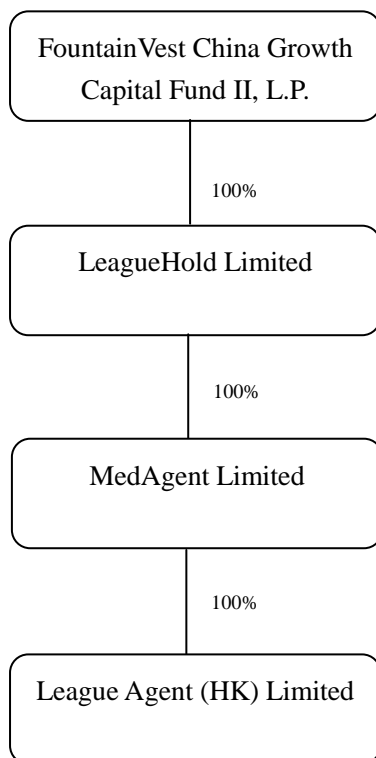 FountainVest China Growth
Capital Fund II, L.P.
100%
LeagueHold Limited
100%
MedAgent Limited
100%
League Agent (HK) Limited